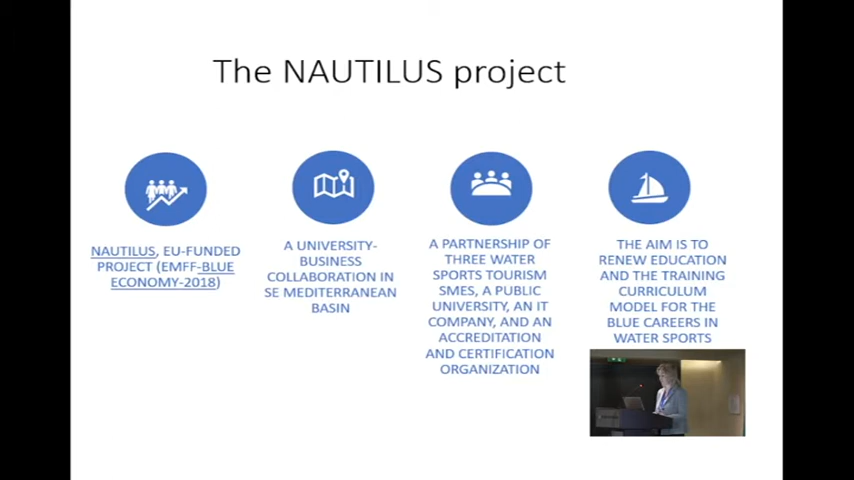 The NAUTILUS project
NAUTILUS, EU-FUNDED
PROJECT (EMFF-BLUE
ECONOMY-2018)
A UNIVERSITY-
BUSINESS
COLLABORATION IN
SE MEDITERRANEAN
BASIN
A PARTNERSHIP OF
THREE WATER
SPORTS TOURISM
SMES, A PUBLIC
UNIVERSITY, AN IT
COMPANY, AND AN
ACCREDITATION
AND CERTIFICATION
ORGANIZATION
THE AIM IS TO
RENEW EDUCATION
AND THE TRAINING
CURRICULUM
MODEL FOR THE
BLUE CAREERS IN
WATER SPORTS